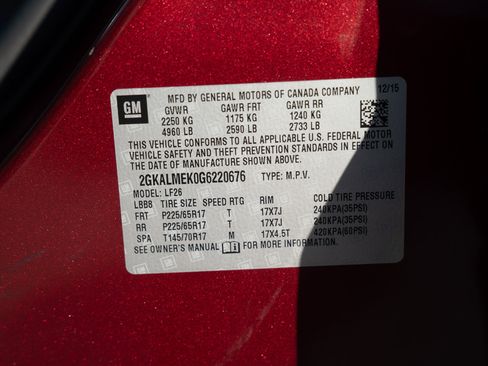 GM
MFD BY GENERAL MOTORS OF CANADA COMPANY 12/15
GVWR GAWR FRT GAWR RR
2250 KG 1175 KG 1240 KG
4960 LB 2590 LB 2733 LB
THIS VEHICLE CONFORMS TO ALL APPLICABLE U.S. FEDERAL MOTOR
VEHICLE SAFETY AND THEFT PREVENTION STANDARDS IN EFFECT ON
THE DATE OF MANUFACTURE SHOWN ABOVE.
2GKALMEK0G6220676 TYPE: M.P.V.
MODEL: LF26
LBB8 TIRE SIZE SPEED RTG RIM COLD TIRE PRESSURE
FRT P225/65R17 T 17X7J 240KPA(35PSI)
RR P225/65R17 T 17X7J 240KPA(35PSI)
SPA T145/70R17 M 17X4.5T 420KPA(60PSI)
SEE OWNER'S MANUAL FOR MORE INFORMATION